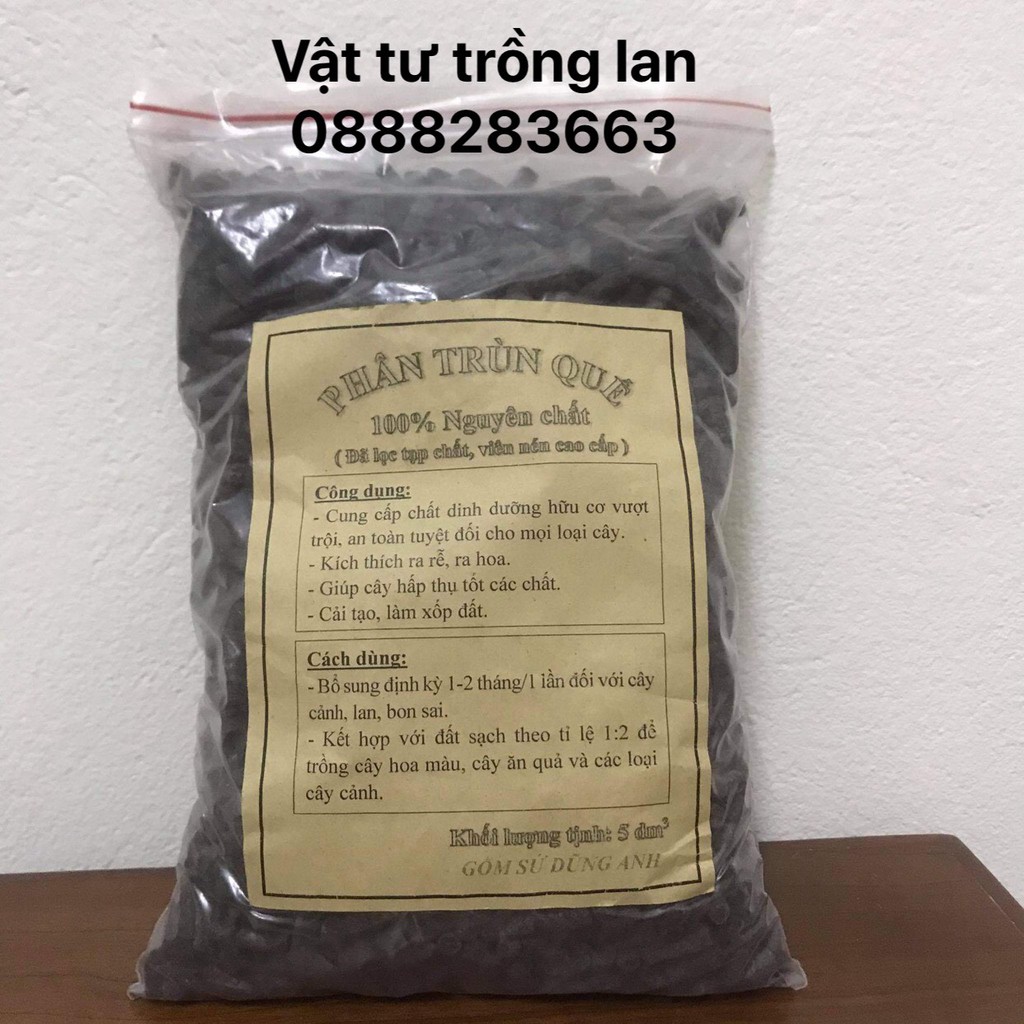 Vật tư trồng lan
0888283663
PHÂN TRÙN QUẾ
100% Nguyên chất
( Đã lọc tạp chất, viên nén cao cấp )
Công dụng:
- Cung cấp chất dinh dưỡng hữu cơ vượt
trội, an toàn tuyệt đối cho mọi loại cây.
- Kích thích ra rễ, ra hoa.
- Giúp cây hấp thụ tốt các chất.
- Cải tạo, làm xốp đất.
Cách dùng:
- Bổ sung định kỳ 1-2 tháng/1 lần đối với cây
cảnh, lan, bon sai.
- Kết hợp với đất sạch theo tỉ lệ 1:2 để
trồng cây hoa màu, cây ăn quả và các loại
cây cảnh.
Khối lượng tịnh: 5 dm³
GỐM SỨ DŨNG ANH